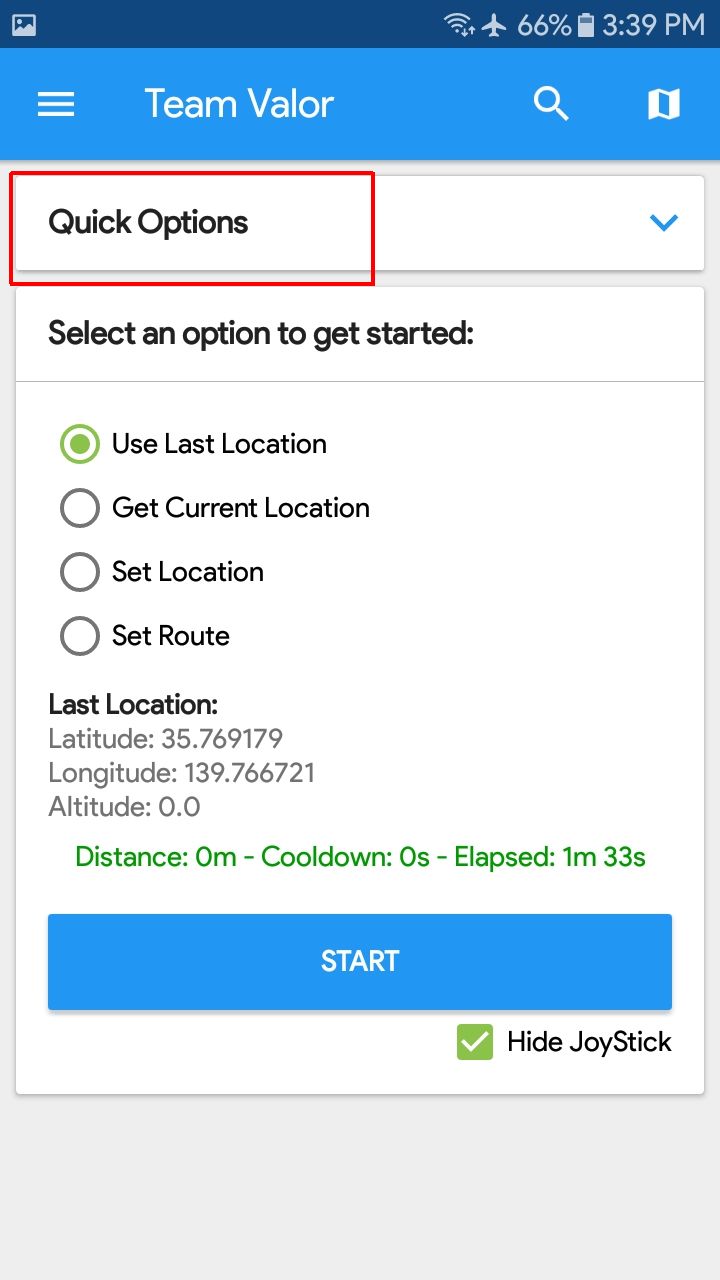 66% 3:39 PM
Team Valor
Quick Options
Select an option to get started:
Use Last Location
Get Current Location
Set Location
Set Route
Last Location:
Latitude: 35.769179
Longitude: 139.766721
Altitude: 0.0
Distance: 0m - Cooldown: 0s - Elapsed: 1m 33s
START
Hide JoyStick